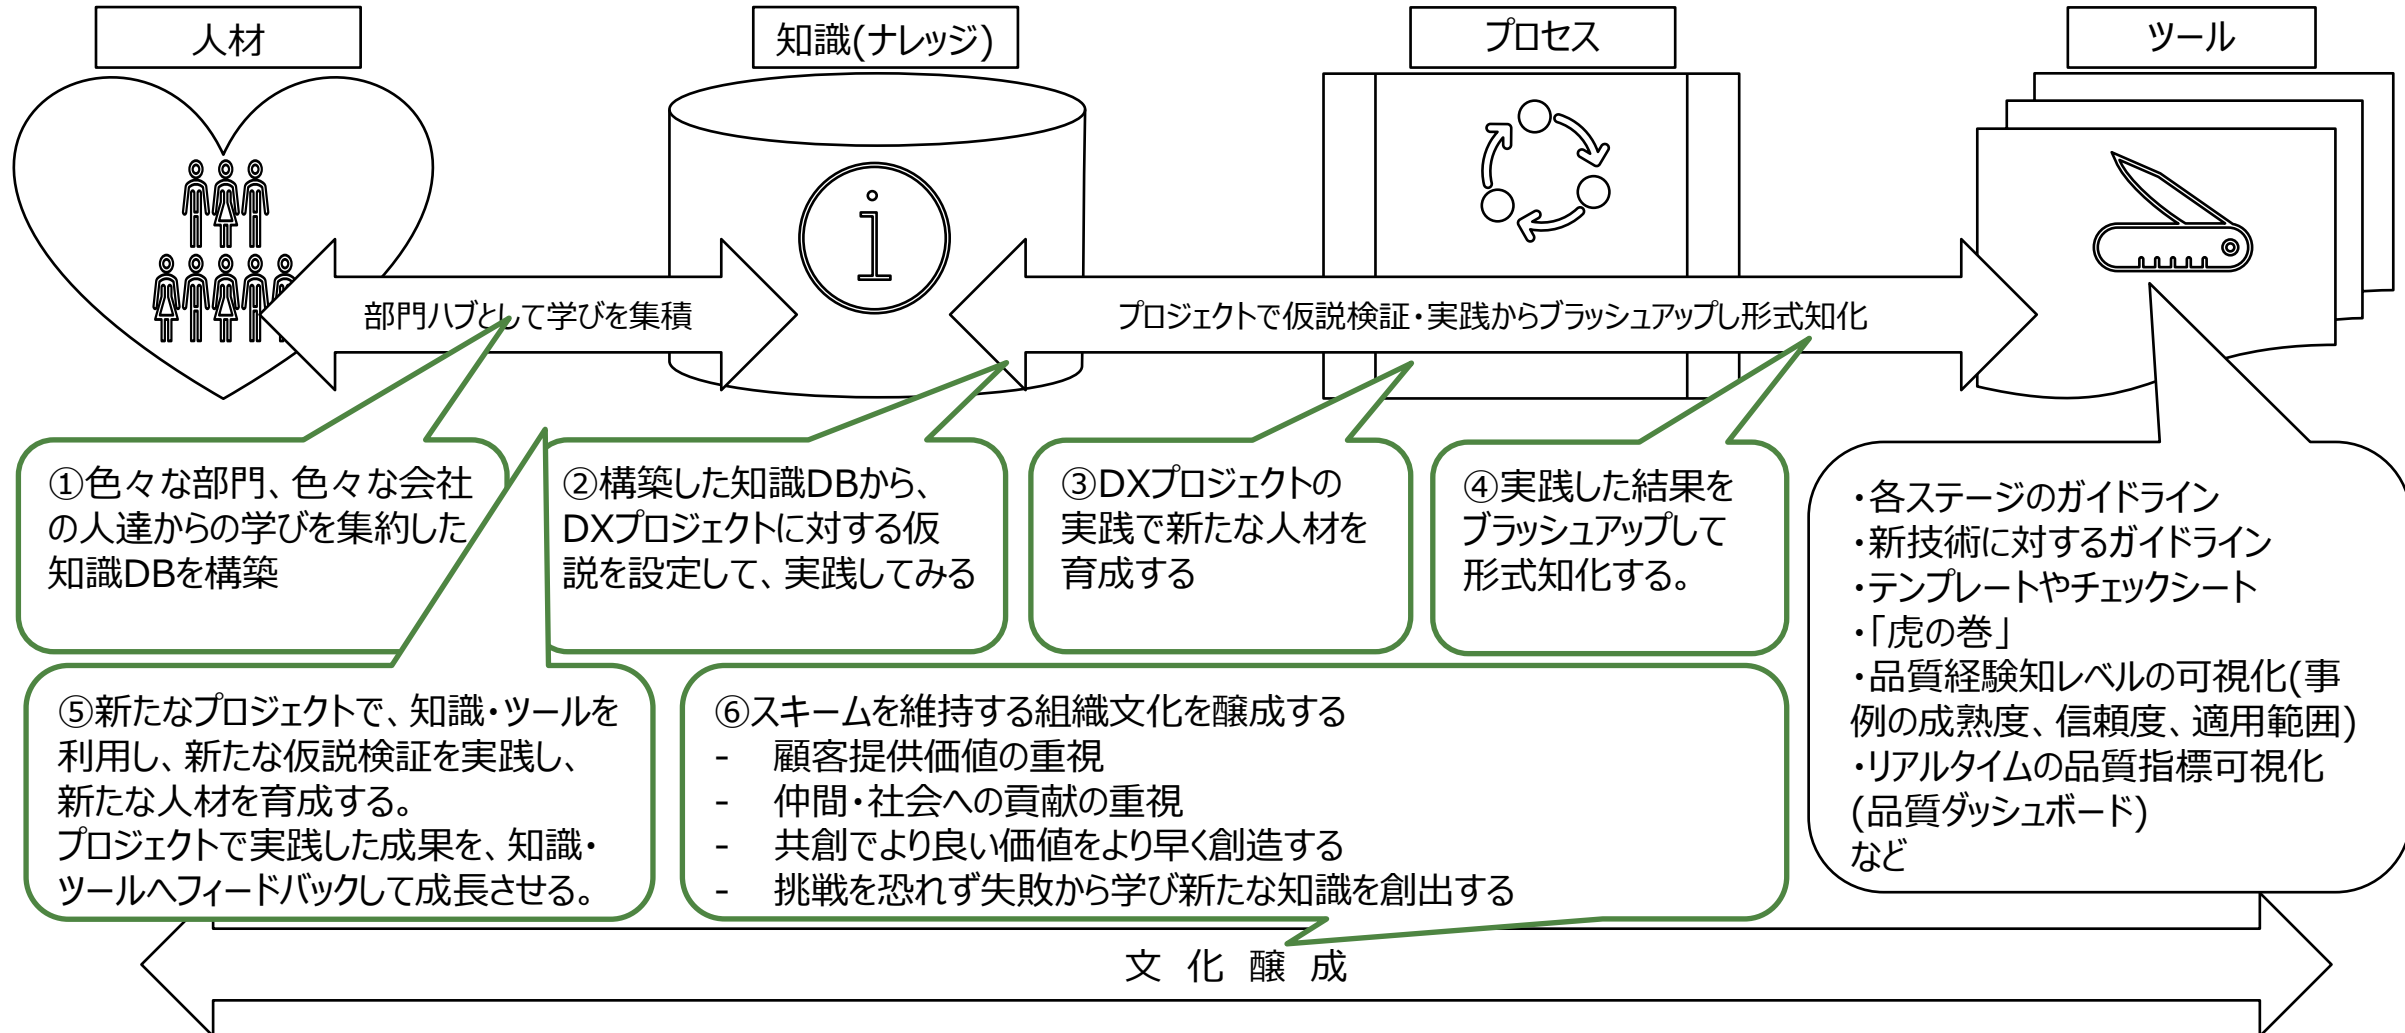 人材
知識(ナレッジ)
プロセス
ツール
部門ハブとして学びを集積
プロジェクトで仮説検証・実践からブラッシュアップし形式知化
①色々な部門、色々な会社
の人達からの学びを集約した
知識DBを構築
②構築した知識DBから、
DXプロジェクトに対する仮
説を設定して、実践してみる
③DXプロジェクトの
実践で新たな人材を
育成する
④実践した結果を
ブラッシュアップして
形式知化する。
・各ステージのガイドライン
・新技術に対するガイドライン
・テンプレートやチェックシート
・「虎の巻」
・品質経験知レベルの可視化(事
例の成熟度、信頼度、適用範囲)
・リアルタイムの品質指標可視化
(品質ダッシュボード)
など
⑤新たなプロジェクトで、知識・ツールを
利用し、新たな仮説検証を実践し、
新たな人材を育成する。
プロジェクトで実践した成果を、知識・
ツールへフィードバックして成長させる。
⑥スキームを維持する組織文化を醸成する
- 顧客提供価値の重視
- 仲間・社会への貢献の重視
- 共創でより良い価値をより早く創造する
- 挑戦を恐れず失敗から学び新たな知識を創出する
文 化 醸 成